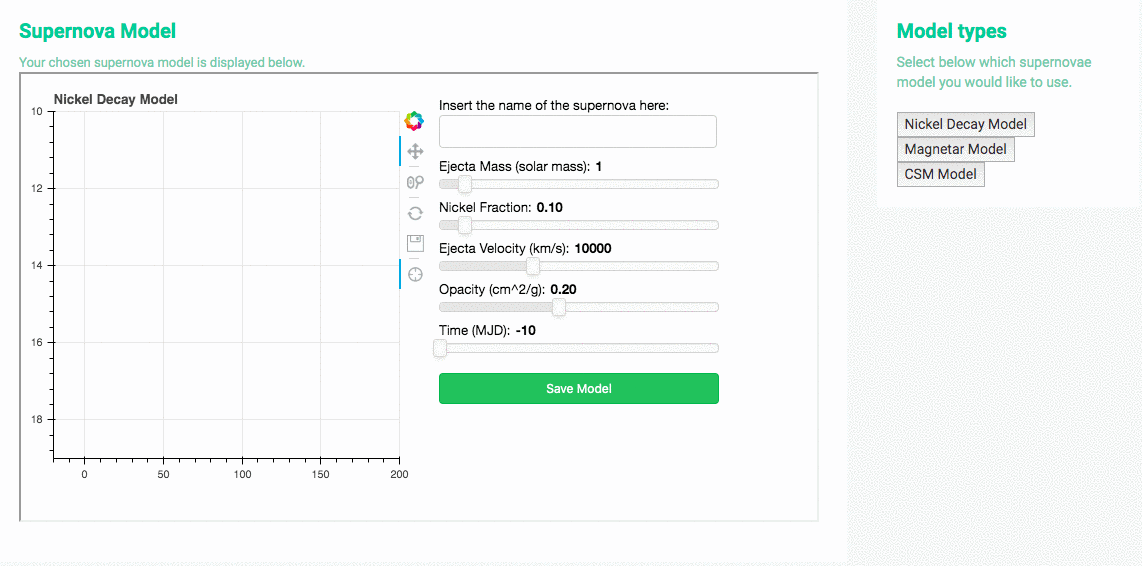 Supernova Model
Your chosen supernova model is displayed below.
Nickel Decay Model
10
12
14
16
18
0 50 100 150 200
Insert the name of the supernova here:
Ejecta Mass (solar mass): 1
Nickel Fraction: 0.10
Ejecta Velocity (km/s): 10000
Opacity (cm^2/g): 0.20
Time (MJD): -10
Save Model
Model types
Select below which supernovae
model you would like to use.
Nickel Decay Model
Magnetar Model
CSM Model